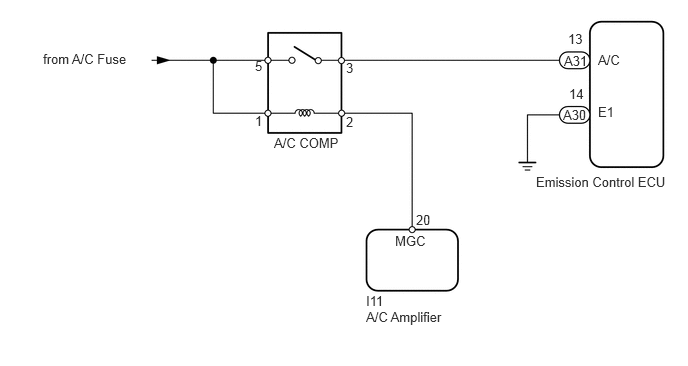 13
from A/C Fuse
5
3
A31
A/C
14
1
2
A30
E1
A/C COMP
Emission Control ECU
20
MGC
I11
A/C Amplifier